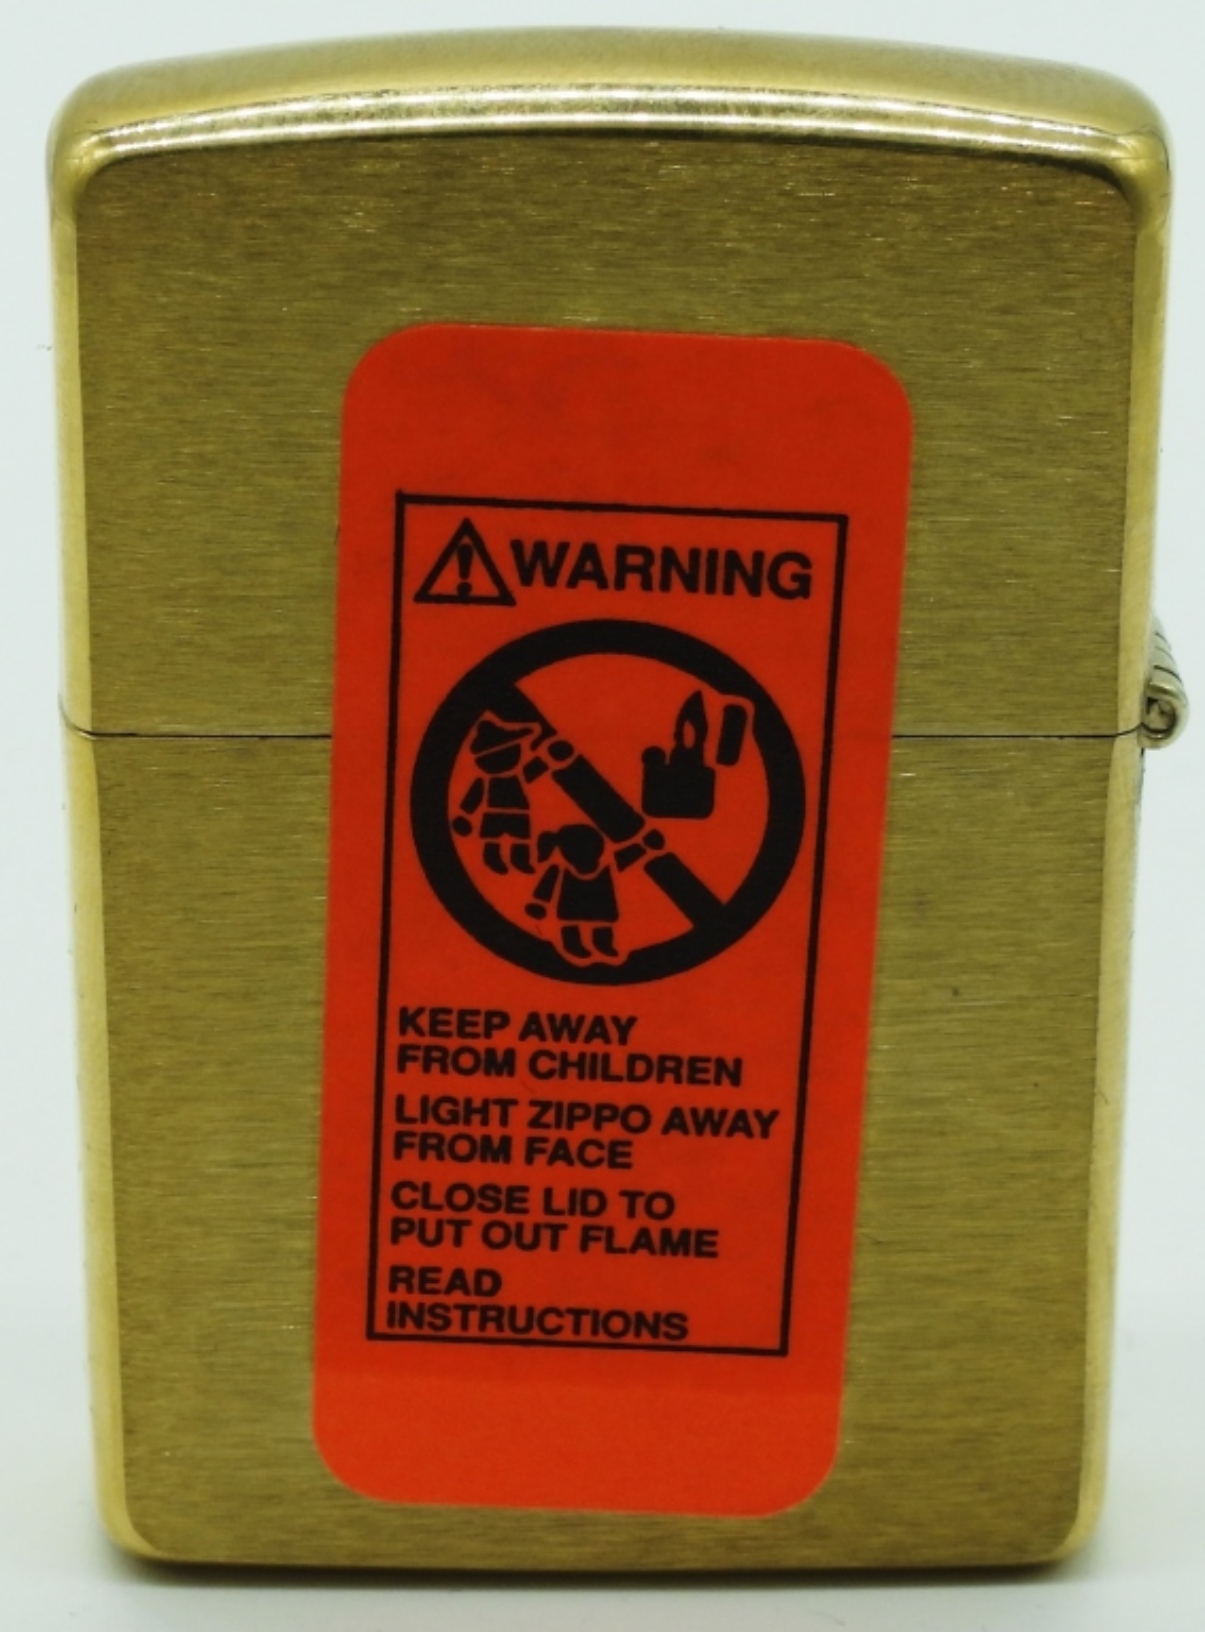 WARNING
KEEP AWAY
FROM CHILDREN
LIGHT ZIPPO AWAY
FROM FACE
CLOSE LID TO
PUT OUT FLAME
READ
INSTRUCTIONS